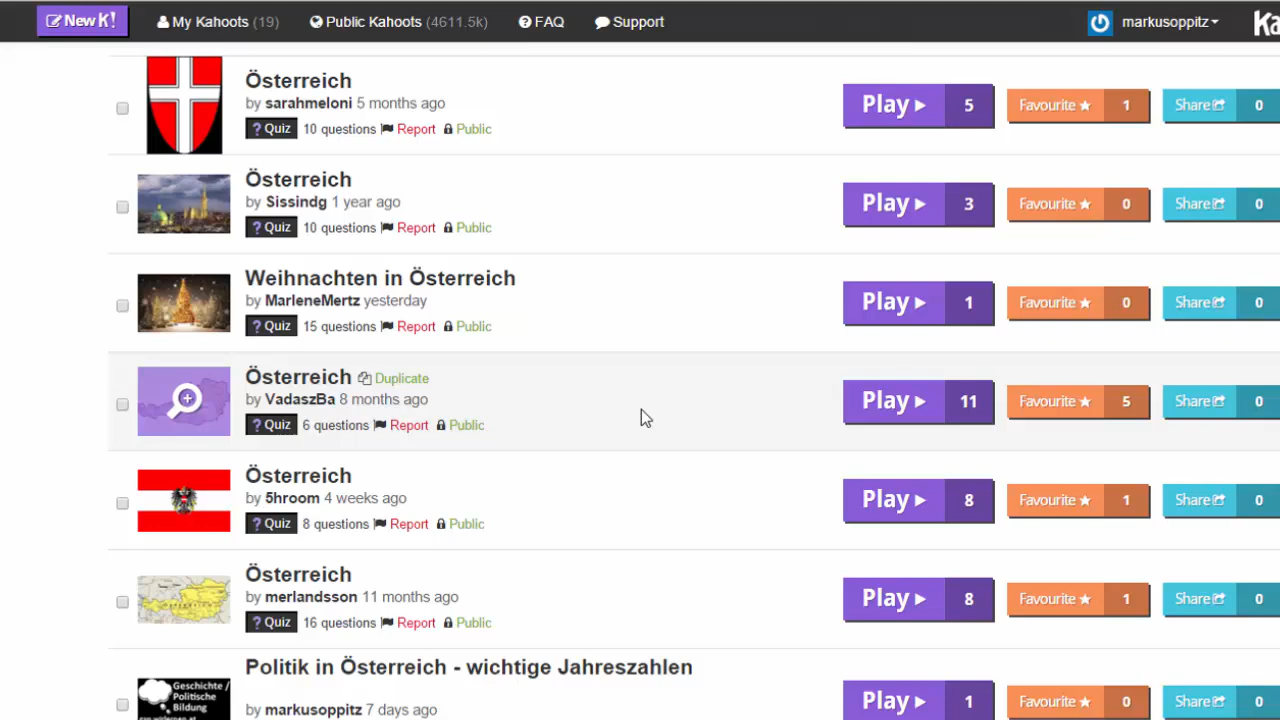 New K! My Kahoots (19) Public Kahoots (4611.5k) FAQ Support markusoppitz Ka
Österreich
by sarahmeloni 5 months ago
? Quiz 10 questions Report Public
Play 5 Favourite 1 Share 0
Österreich
by Sissindg 1 year ago
? Quiz 10 questions Report Public
Play 3 Favourite 0 Share 0
Weihnachten in Österreich
by MarleneMertz yesterday
? Quiz 15 questions Report Public
Play 1 Favourite 0 Share 0
Österreich Duplicate
by VadaszBa 8 months ago
? Quiz 6 questions Report Public
Play 11 Favourite 5 Share 0
Österreich
by 5hroom 4 weeks ago
? Quiz 8 questions Report Public
Play 8 Favourite 1 Share 0
Österreich
by merlandsson 11 months ago
? Quiz 16 questions Report Public
Play 8 Favourite 1 Share 0
Politik in Österreich - wichtige Jahreszahlen
by markusoppitz 7 days ago
Play 1 Favourite 0 Share 0
Geschichte /
Politische
Bildung